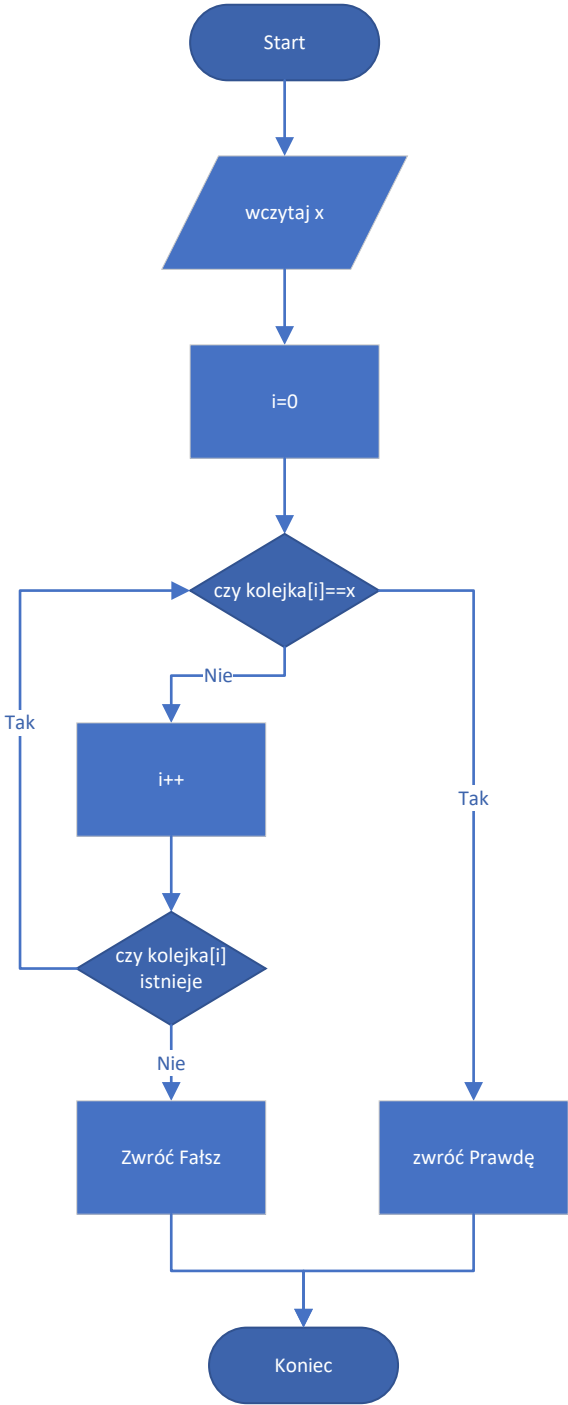 Start
wczytaj x
i=0
czy kolejka[i]==x
Nie
Tak
i++
Tak
czy kolejka[i]
istnieje
Nie
Zwróć Fałsz
zwróć Prawdę
Koniec